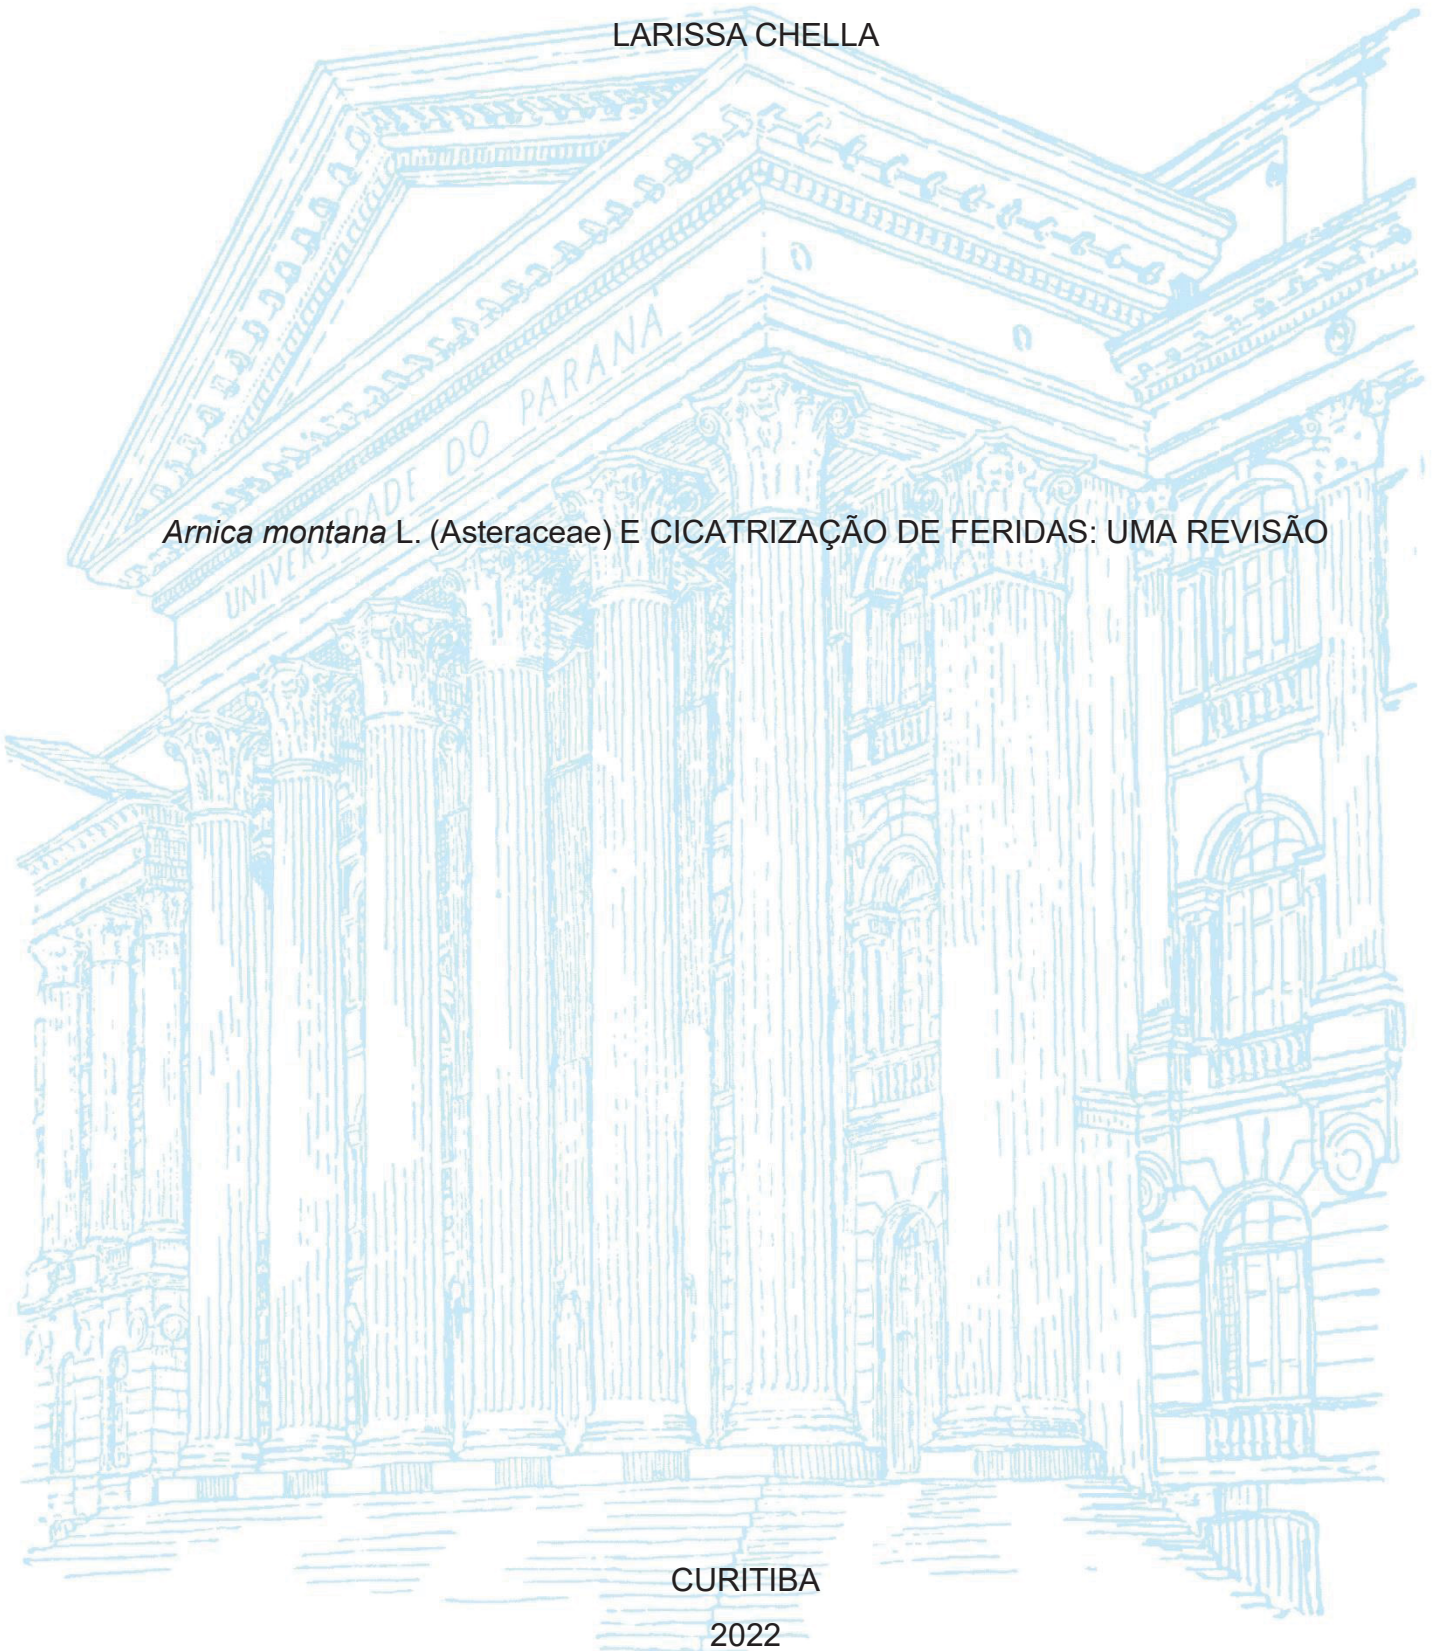 LARISSA CHELLA
UNIVERSIDADE DO PARANÁ
Arnica montana L. (Asteraceae) E CICATRIZAÇÃO DE FERIDAS: UMA REVISÃO
CURITIBA
2022